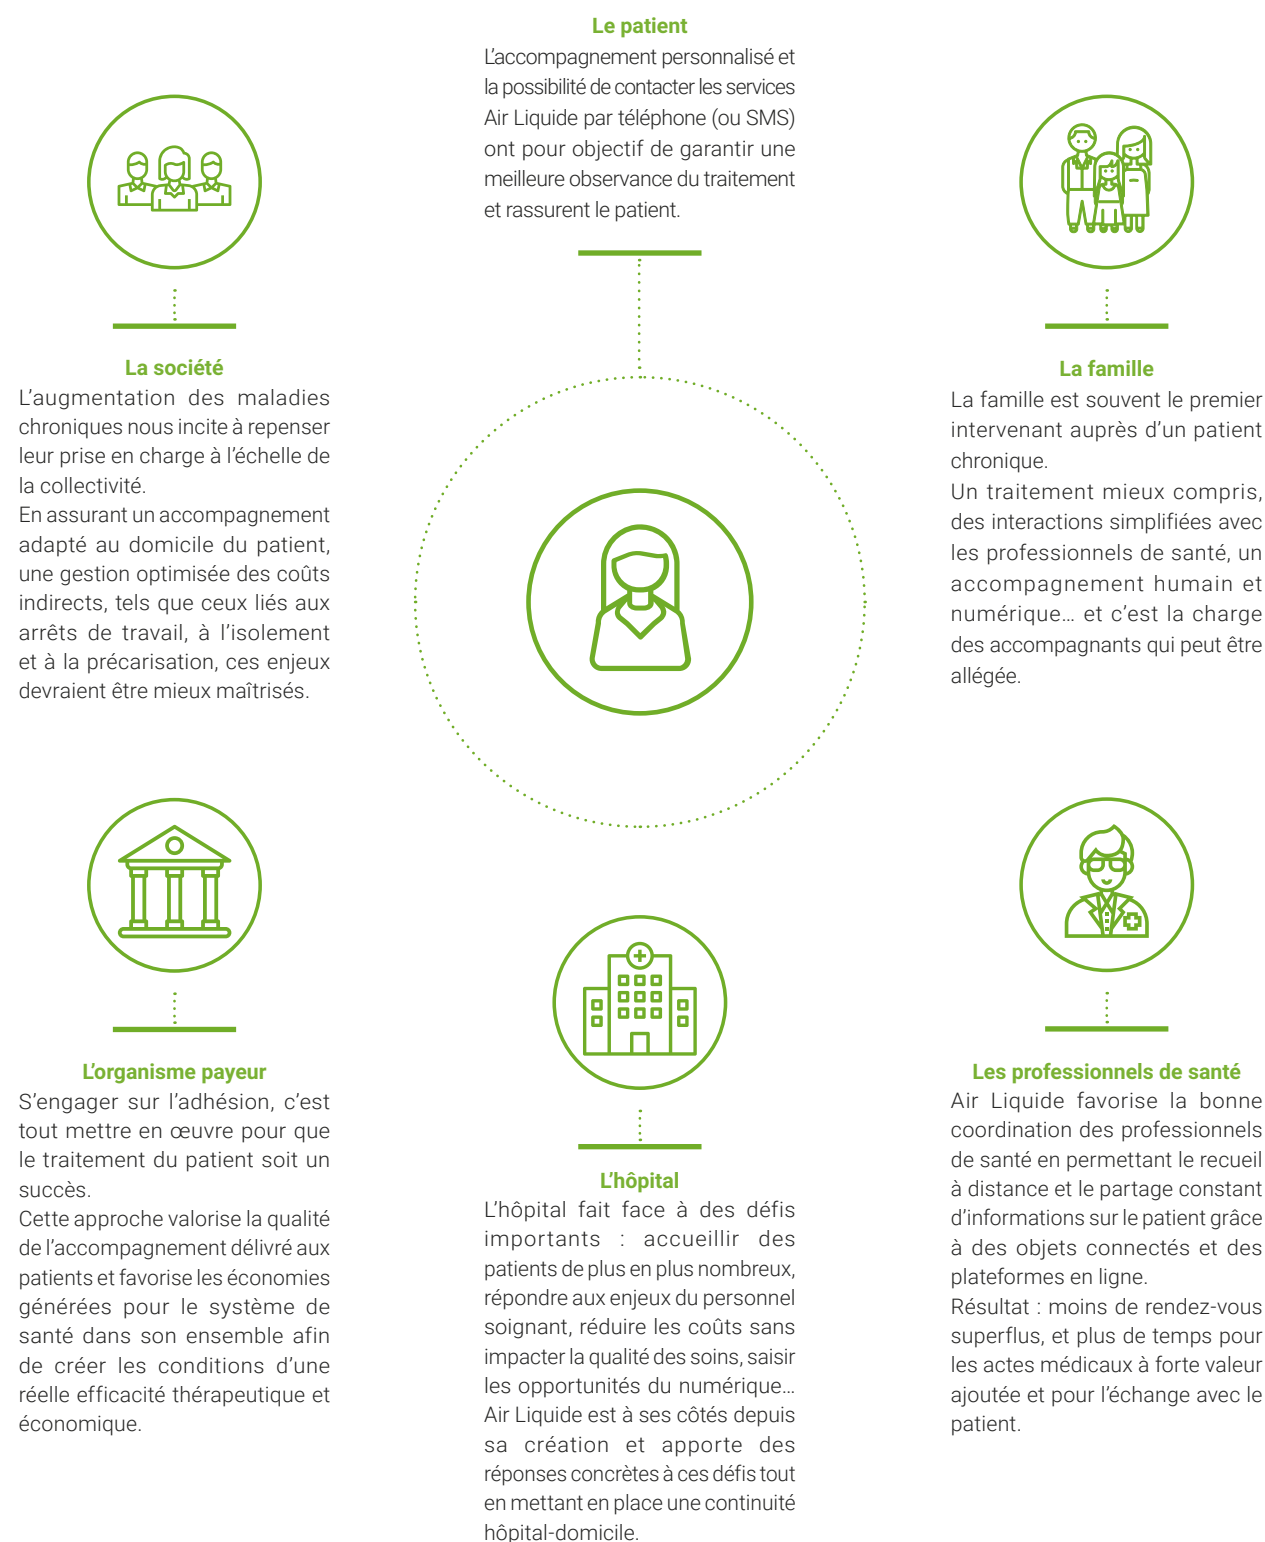 Le patient
L'accompagnement personnalisé et
la possibilité de contacter les services
Air Liquide par téléphone (ou SMS)
ont pour objectif de garantir une
meilleure observance du traitement
et rassurent le patient.
La société
L'augmentation des maladies
chroniques nous incite à repenser
leur prise en charge à l'échelle de
la collectivité.
En assurant un accompagnement
adapté au domicile du patient,
une gestion optimisée des coûts
indirects, tels que ceux liés aux
arrêts de travail, à l'isolement
et à la précarisation, ces enjeux
devraient être mieux maîtrisés.
La famille
La famille est souvent le premier
intervenant auprès d'un patient
chronique.
Un traitement mieux compris,
des interactions simplifiées avec
les professionnels de santé, un
accompagnement humain et
numérique… et c'est la charge
des accompagnants qui peut être
allégée.
L'organisme payeur
S'engager sur l'adhésion, c'est
tout mettre en œuvre pour que
le traitement du patient soit un
succès.
Cette approche valorise la qualité
de l'accompagnement délivré aux
patients et favorise les économies
générées pour le système de
santé dans son ensemble afin
de créer les conditions d'une
réelle efficacité thérapeutique et
économique.
L'hôpital
L'hôpital fait face à des défis
importants : accueillir des
patients de plus en plus nombreux,
répondre aux enjeux du personnel
soignant, réduire les coûts sans
impacter la qualité des soins, saisir
les opportunités du numérique…
Air Liquide est à ses côtés depuis
sa création et apporte des
réponses concrètes à ces défis tout
en mettant en place une continuité
hôpital-domicile.
Les professionnels de santé
Air Liquide favorise la bonne
coordination des professionnels
de santé en permettant le recueil
à distance et le partage constant
d'informations sur le patient grâce
à des objets connectés et des
plateformes en ligne.
Résultat : moins de rendez-vous
superflus, et plus de temps pour
les actes médicaux à forte valeur
ajoutée et pour l'échange avec le
patient.